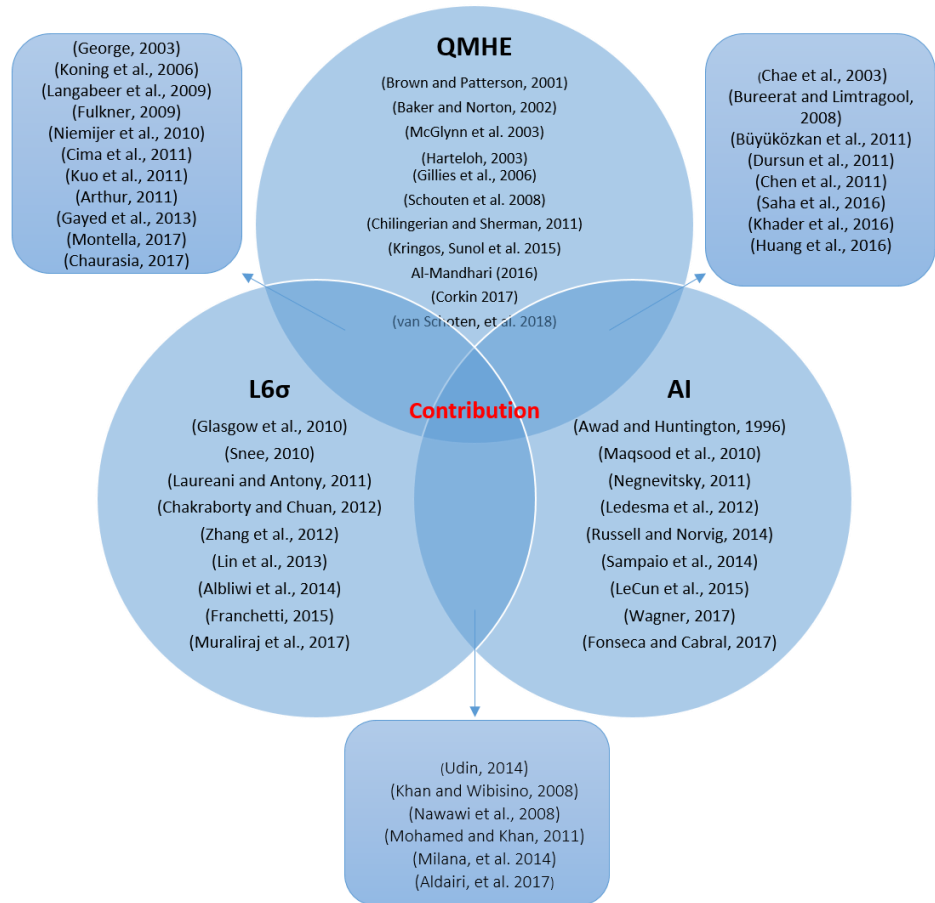 (George, 2003)
(Koning et al., 2006)
(Langabeer et al., 2009)
(Fulkner, 2009)
(Niemijer et al., 2010)
(Cima et al., 2011)
(Kuo et al., 2011)
(Arthur, 2011)
(Gayed et al., 2013)
(Montella, 2017)
(Chaurasia, 2017)
QMHE
(Brown and Patterson, 2001)
(Baker and Norton, 2002)
(McGlynn et al. 2003)
(Harteloh, 2003)
(Gillies et al., 2006)
(Schouten et al. 2008)
(Chilingerian and Sherman, 2011)
(Kringos, Sunol et al. 2015)
Al-Mandhari (2016)
(Corkin 2017)
(van Schoten, et al. 2018)
(Chae et al., 2003)
(Bureerat and Limtragool,
2008)
(Büyüközkan et al., 2011)
(Dursun et al., 2011)
(Chen et al., 2011)
(Saha et al., 2016)
(Khader et al., 2016)
(Huang et al., 2016)
L6σ
(Glasgow et al., 2010)
(Snee, 2010)
(Laureani and Antony, 2011)
(Chakraborty and Chuan, 2012)
(Zhang et al., 2012)
(Lin et al., 2013)
(Albliwi et al., 2014)
(Franchetti, 2015)
(Muraliraj et al., 2017)
Contribution
AI
(Awad and Huntington, 1996)
(Maqsood et al., 2010)
(Negnevitsky, 2011)
(Ledesma et al., 2012)
(Russell and Norvig, 2014)
(Sampaio et al., 2014)
(LeCun et al., 2015)
(Wagner, 2017)
(Fonseca and Cabral, 2017)
(Udin, 2014)
(Khan and Wibisino, 2008)
(Nawawi et al., 2008)
(Mohamed and Khan, 2011)
(Milana, et al. 2014)
(Aldairi, et al. 2017)